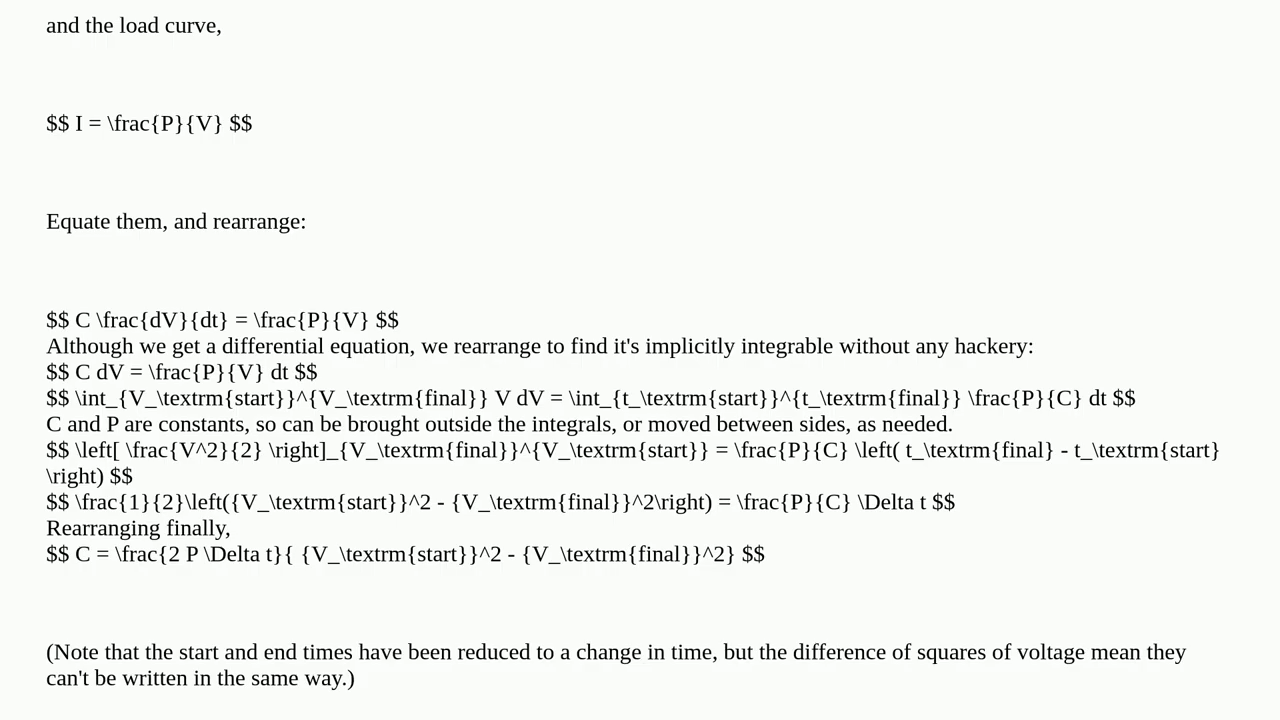 and the load curve,
$$ I = \frac{P}{V} $$
Equate them, and rearrange:
$$ C \frac{dV}{dt} = \frac{P}{V} $$
Although we get a differential equation, we rearrange to find it's implicitly integrable without any hackery:
$$ C dV = \frac{P}{V} dt $$
$$ \int_{V_\textrm{start}}^{V_\textrm{final}} V dV = \int_{t_\textrm{start}}^{t_\textrm{final}} \frac{P}{C} dt $$
C and P are constants, so can be brought outside the integrals, or moved between sides, as needed.
$$ \left[ \frac{V^2}{2} \right]_{V_\textrm{final}}^{V_\textrm{start}} = \frac{P}{C} \left( t_\textrm{final} - t_\textrm{start}
\right) $$
$$ \frac{1}{2}\left({V_\textrm{start}}^2 - {V_\textrm{final}}^2\right) = \frac{P}{C} \Delta t $$
Rearranging finally,
$$ C = \frac{2 P \Delta t}{ {V_\textrm{start}}^2 - {V_\textrm{final}}^2} $$
(Note that the start and end times have been reduced to a change in time, but the difference of squares of voltage mean they
can't be written in the same way.)